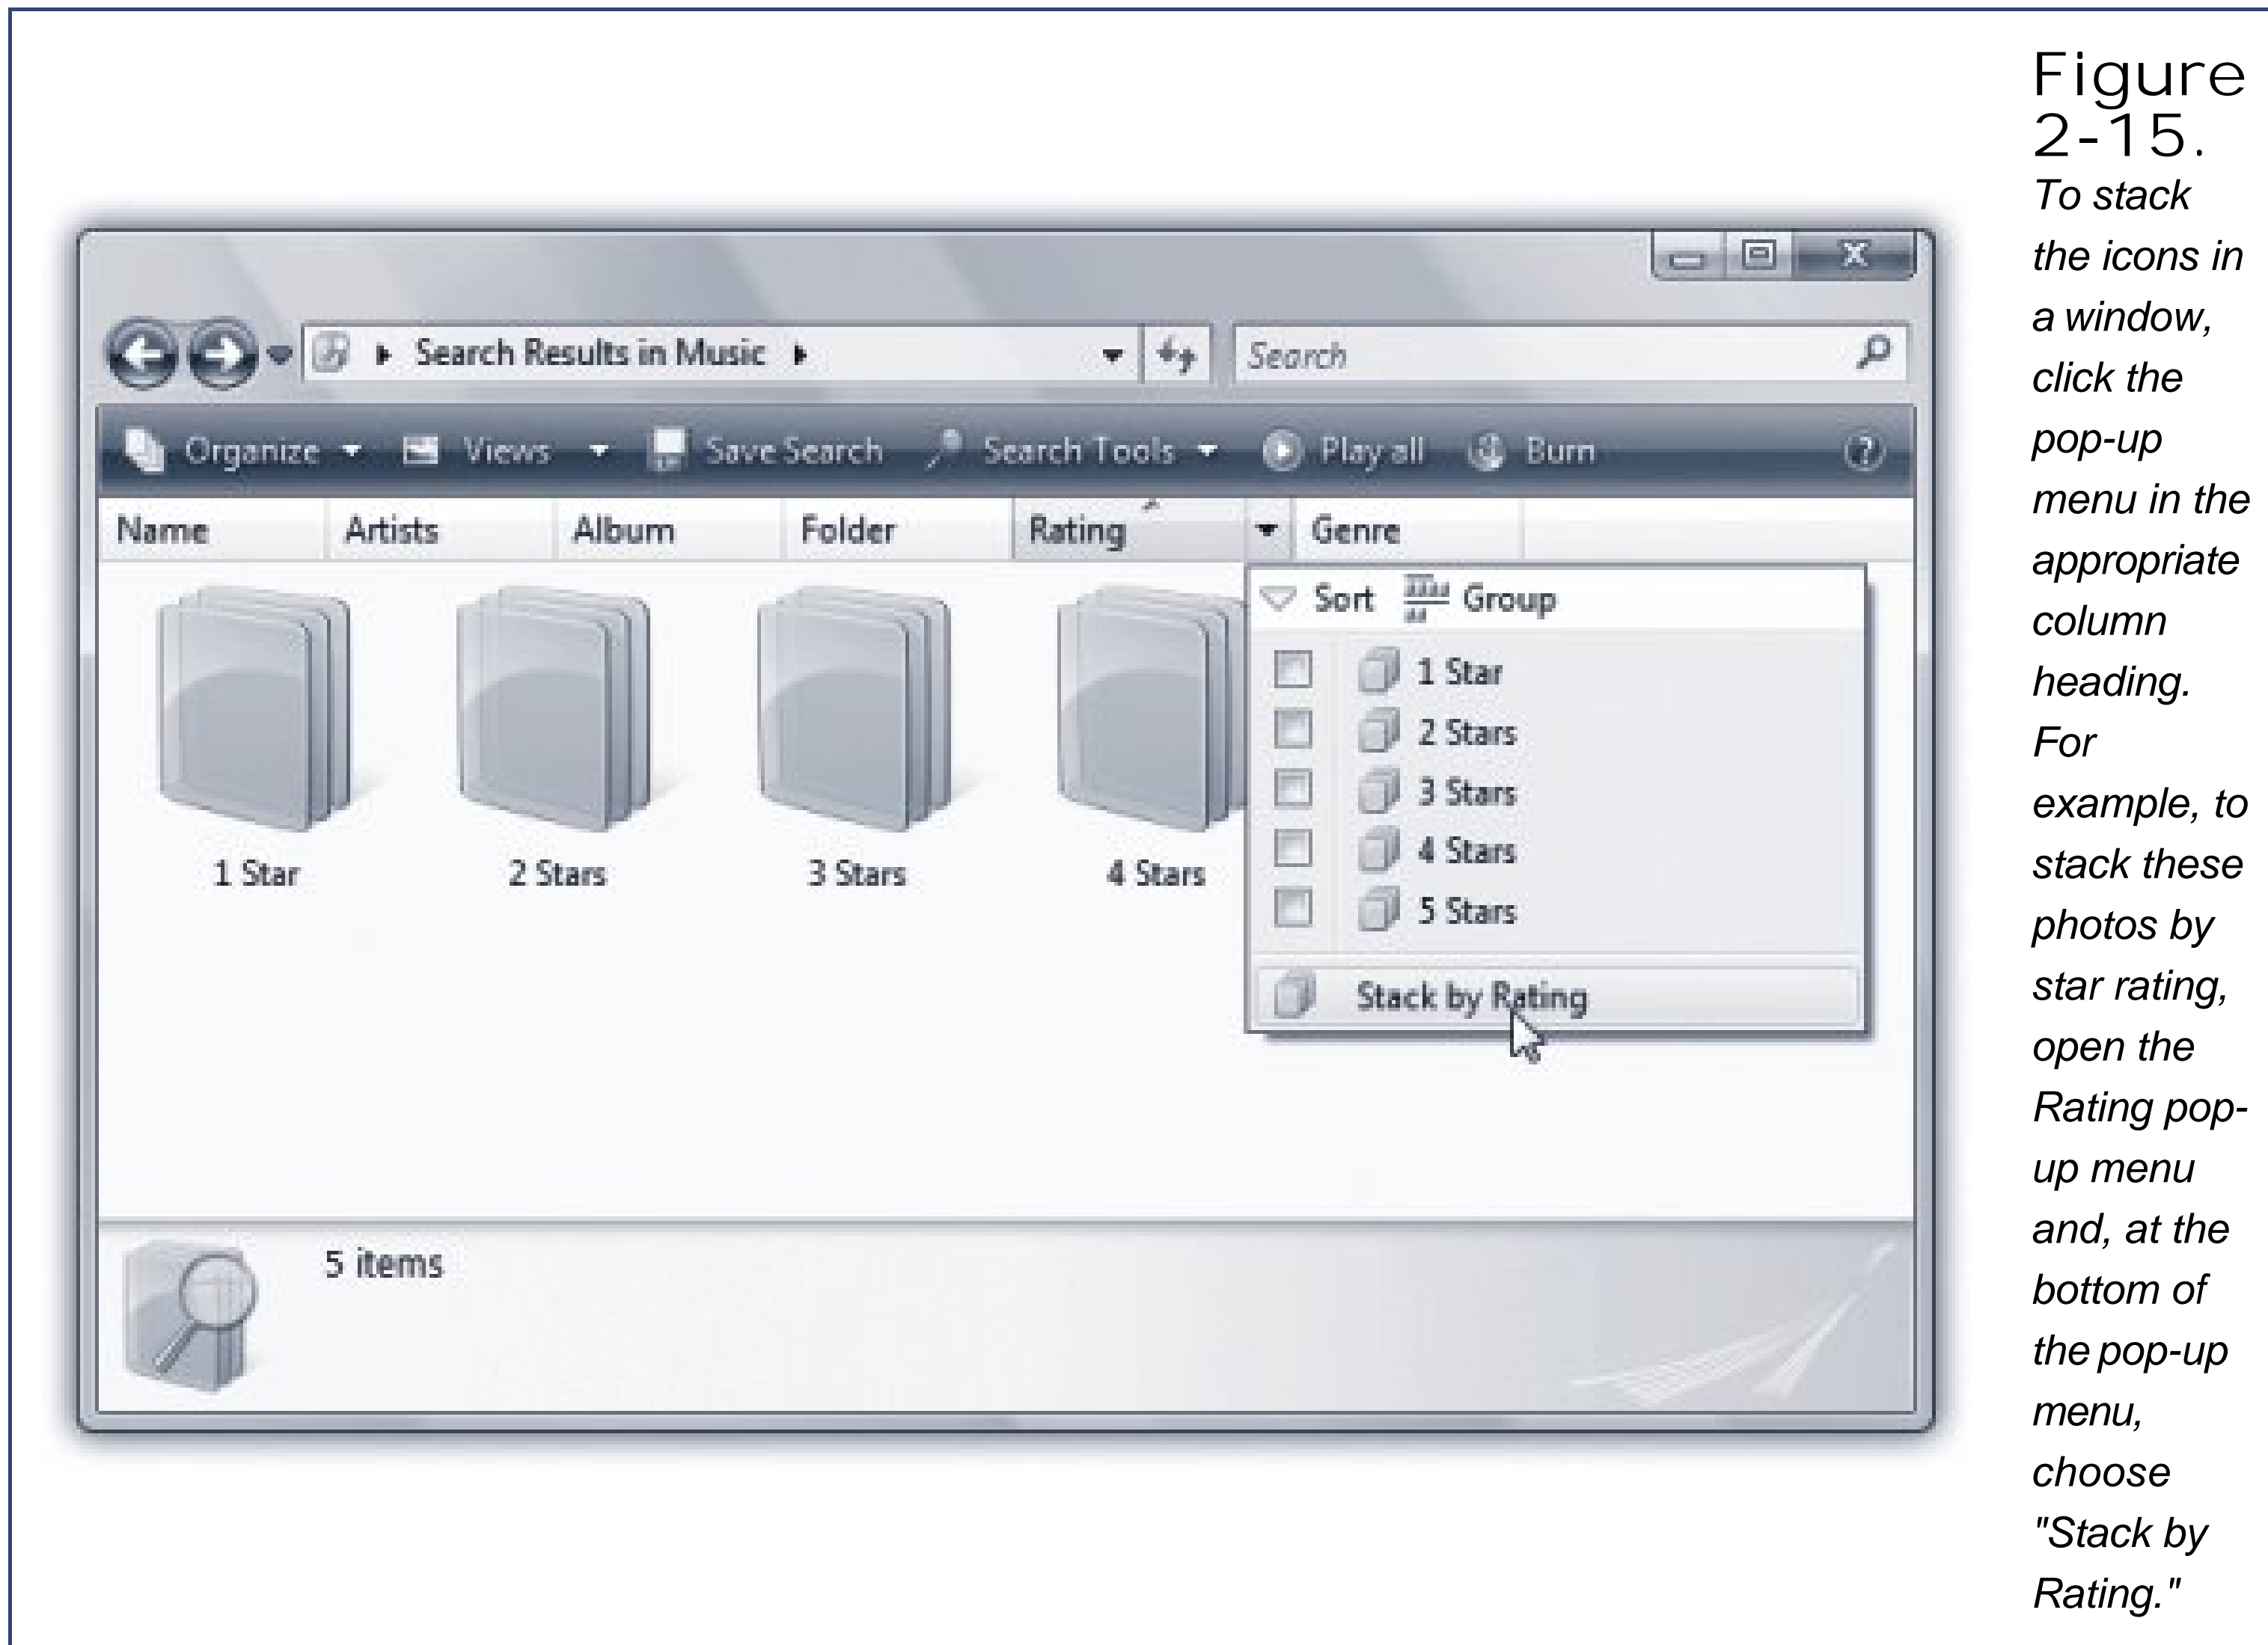 Search Results in Music
Search
Organize Views Save Search Search Tools Play all Burn
Name Artists Album Folder Rating Genre
Sort Group
1 Star
2 Stars
3 Stars
4 Stars
5 Stars
Stack by Rating
1 Star 2 Stars 3 Stars 4 Stars
5 items
Figure
2-15.
To stack
the icons in
a window,
click the
pop-up
menu in the
appropriate
column
heading.
For
example, to
stack these
photos by
star rating,
open the
Rating pop-
up menu
and, at the
bottom of
the pop-up
menu,
choose
"Stack by
Rating."